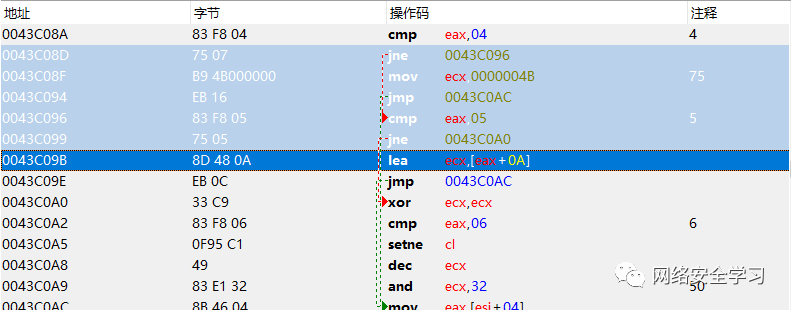 地址 字节 操作码 注释
0043C08A 83 F8 04 cmp eax,04 4
0043C08D 75 07 jne 0043C096
0043C08F B9 4B000000 mov ecx,0000004B 75
0043C094 EB 16 jmp 0043C0AC
0043C096 83 F8 05 cmp eax,05 5
0043C099 75 05 jne 0043C0A0
0043C09B 8D 48 0A lea ecx,[eax+0A]
0043C09E EB 0C jmp 0043C0AC
0043C0A0 33 C9 xor ecx,ecx
0043C0A2 83 F8 06 cmp eax,06 6
0043C0A5 0F95 C1 setne cl
0043C0A8 49 dec ecx
0043C0A9 83 E1 32 and ecx,32 50
0043C0AC 8B 46 04 mov eax,[esi+04]
网络安全学习